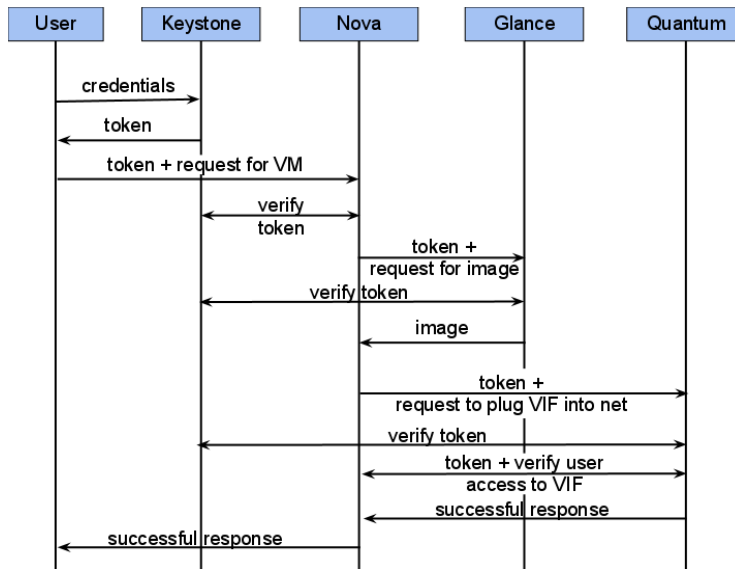 User Keystone Nova Glance Quantum
credentials
token
token + request for VM
verify
token
token +
request for image
verify token
image
token +
request to plug VIF into net
verify token
token + verify user
access to VIF
successful response
successful response